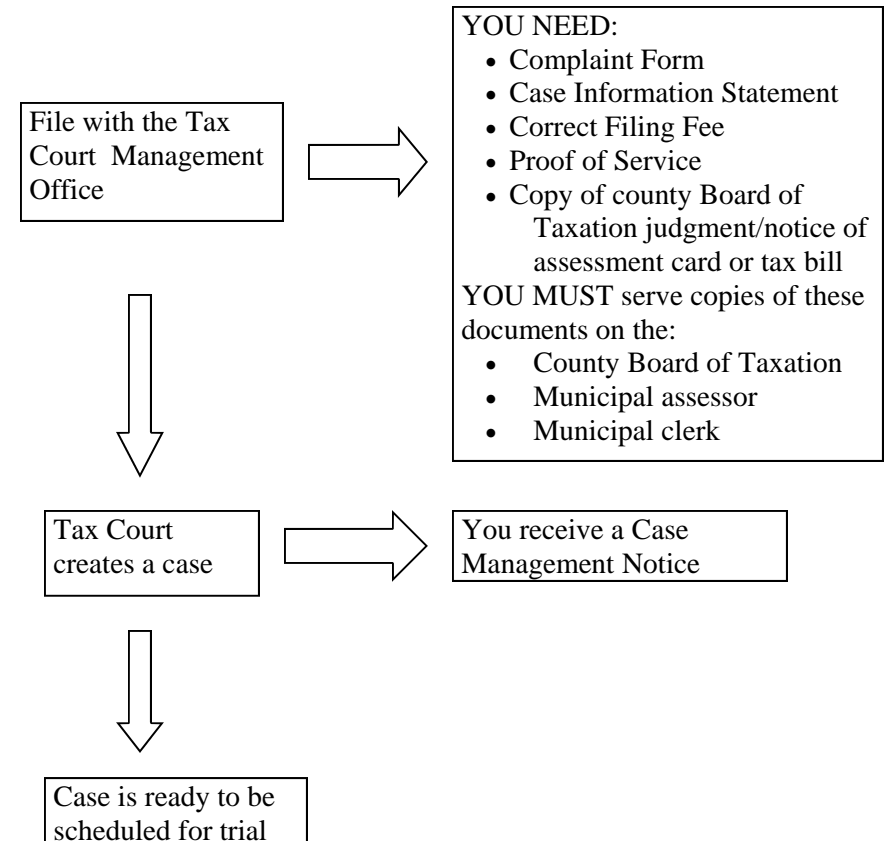 File with the Tax
Court Management
Office
YOU NEED:
• Complaint Form
• Case Information Statement
• Correct Filing Fee
• Proof of Service
• Copy of county Board of
Taxation judgment/notice of
assessment card or tax bill
YOU MUST serve copies of these
documents on the:
• County Board of Taxation
• Municipal assessor
• Municipal clerk
Tax Court
creates a case
You receive a Case
Management Notice
Case is ready to be
scheduled for trial